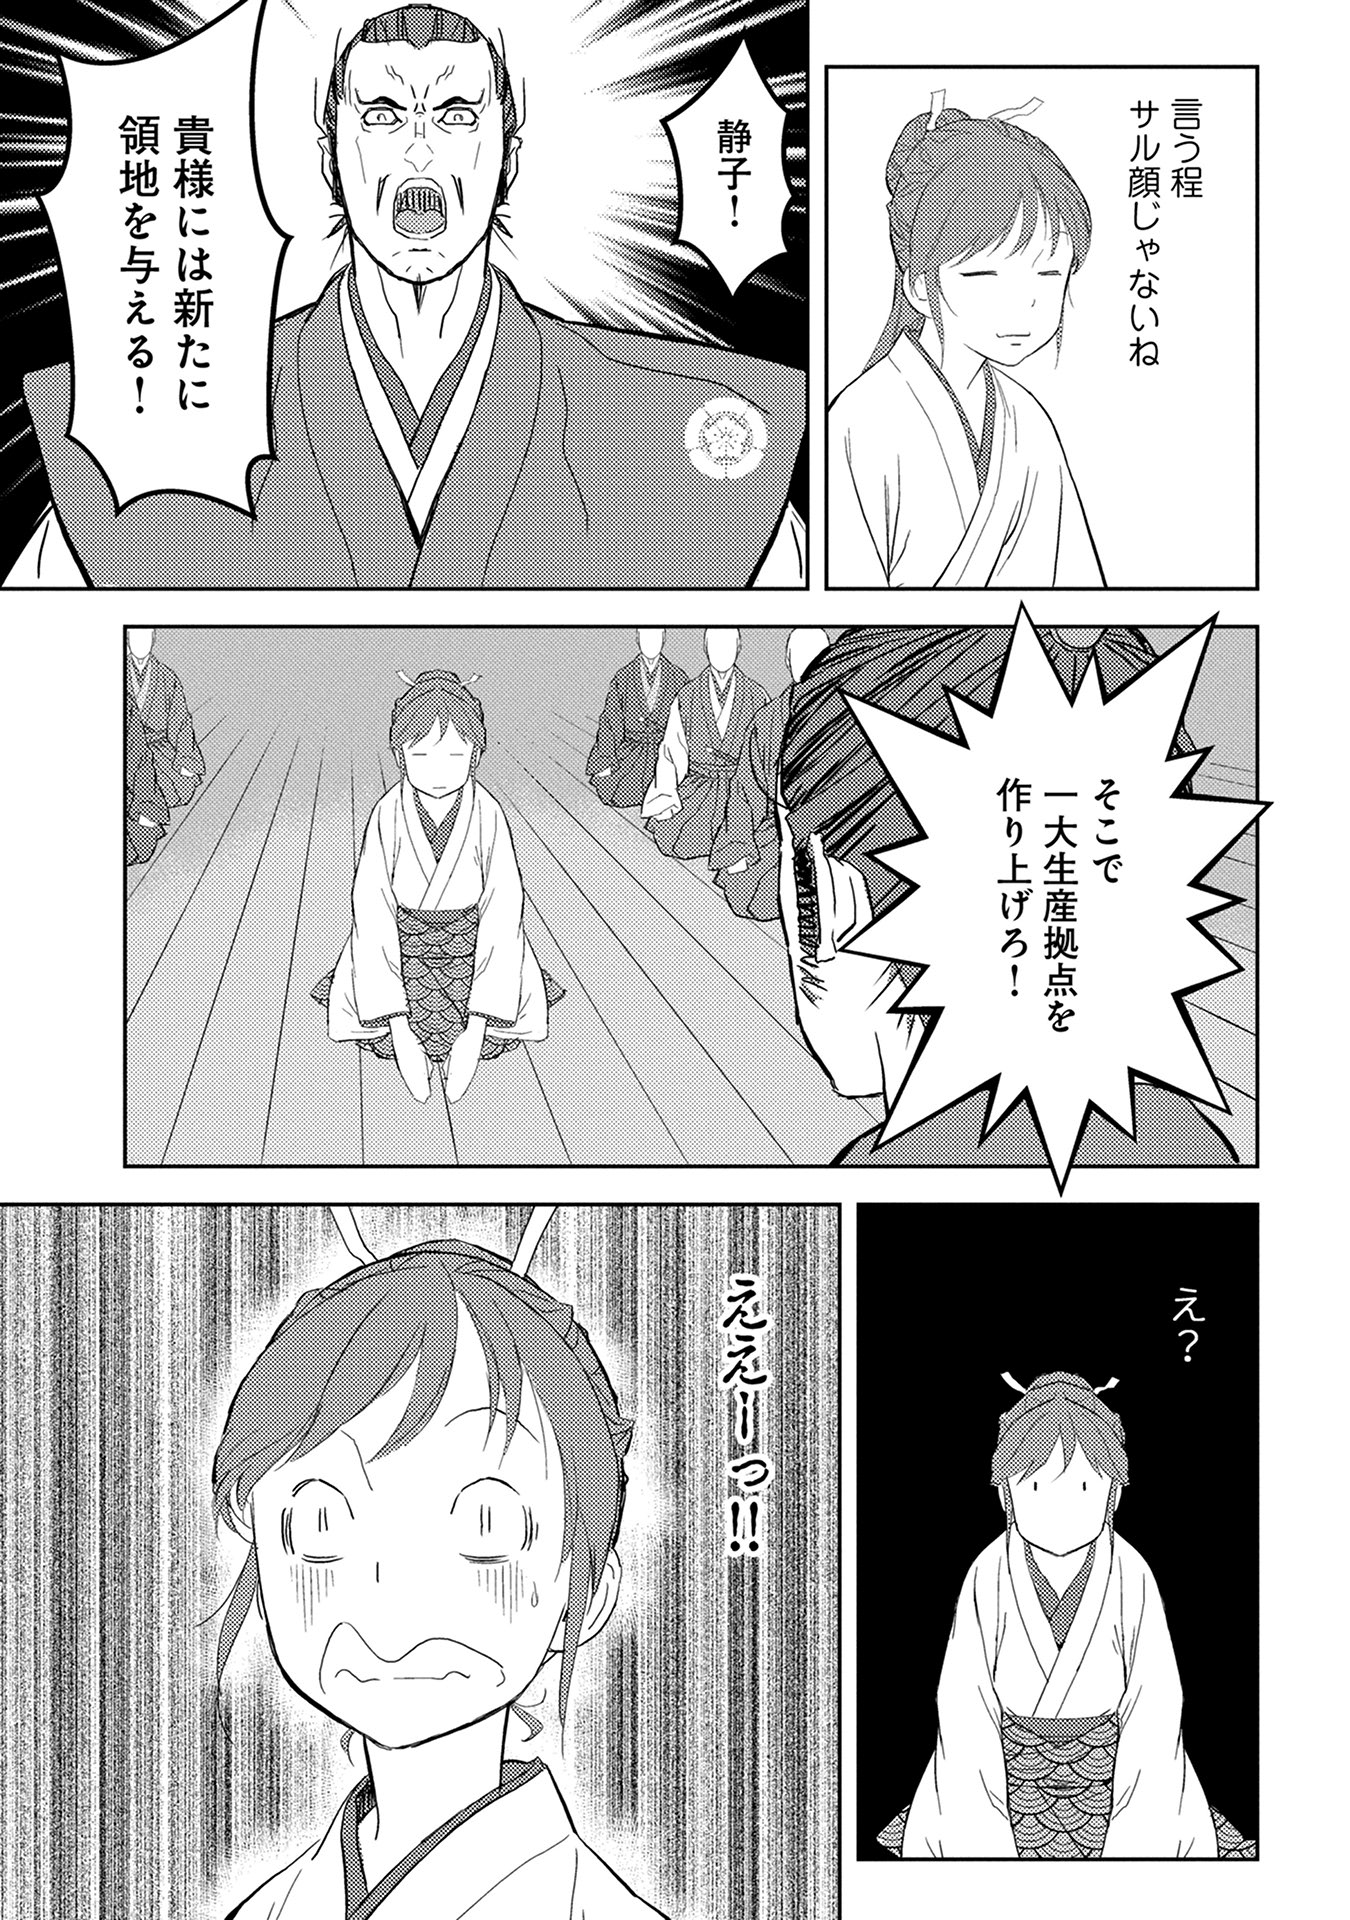 言う程
サル顔じゃないね
静子！
貴様には新たに
領地を与える！
そこで
一大生産拠点を
作り上げろ！
え？
ええーっ!!